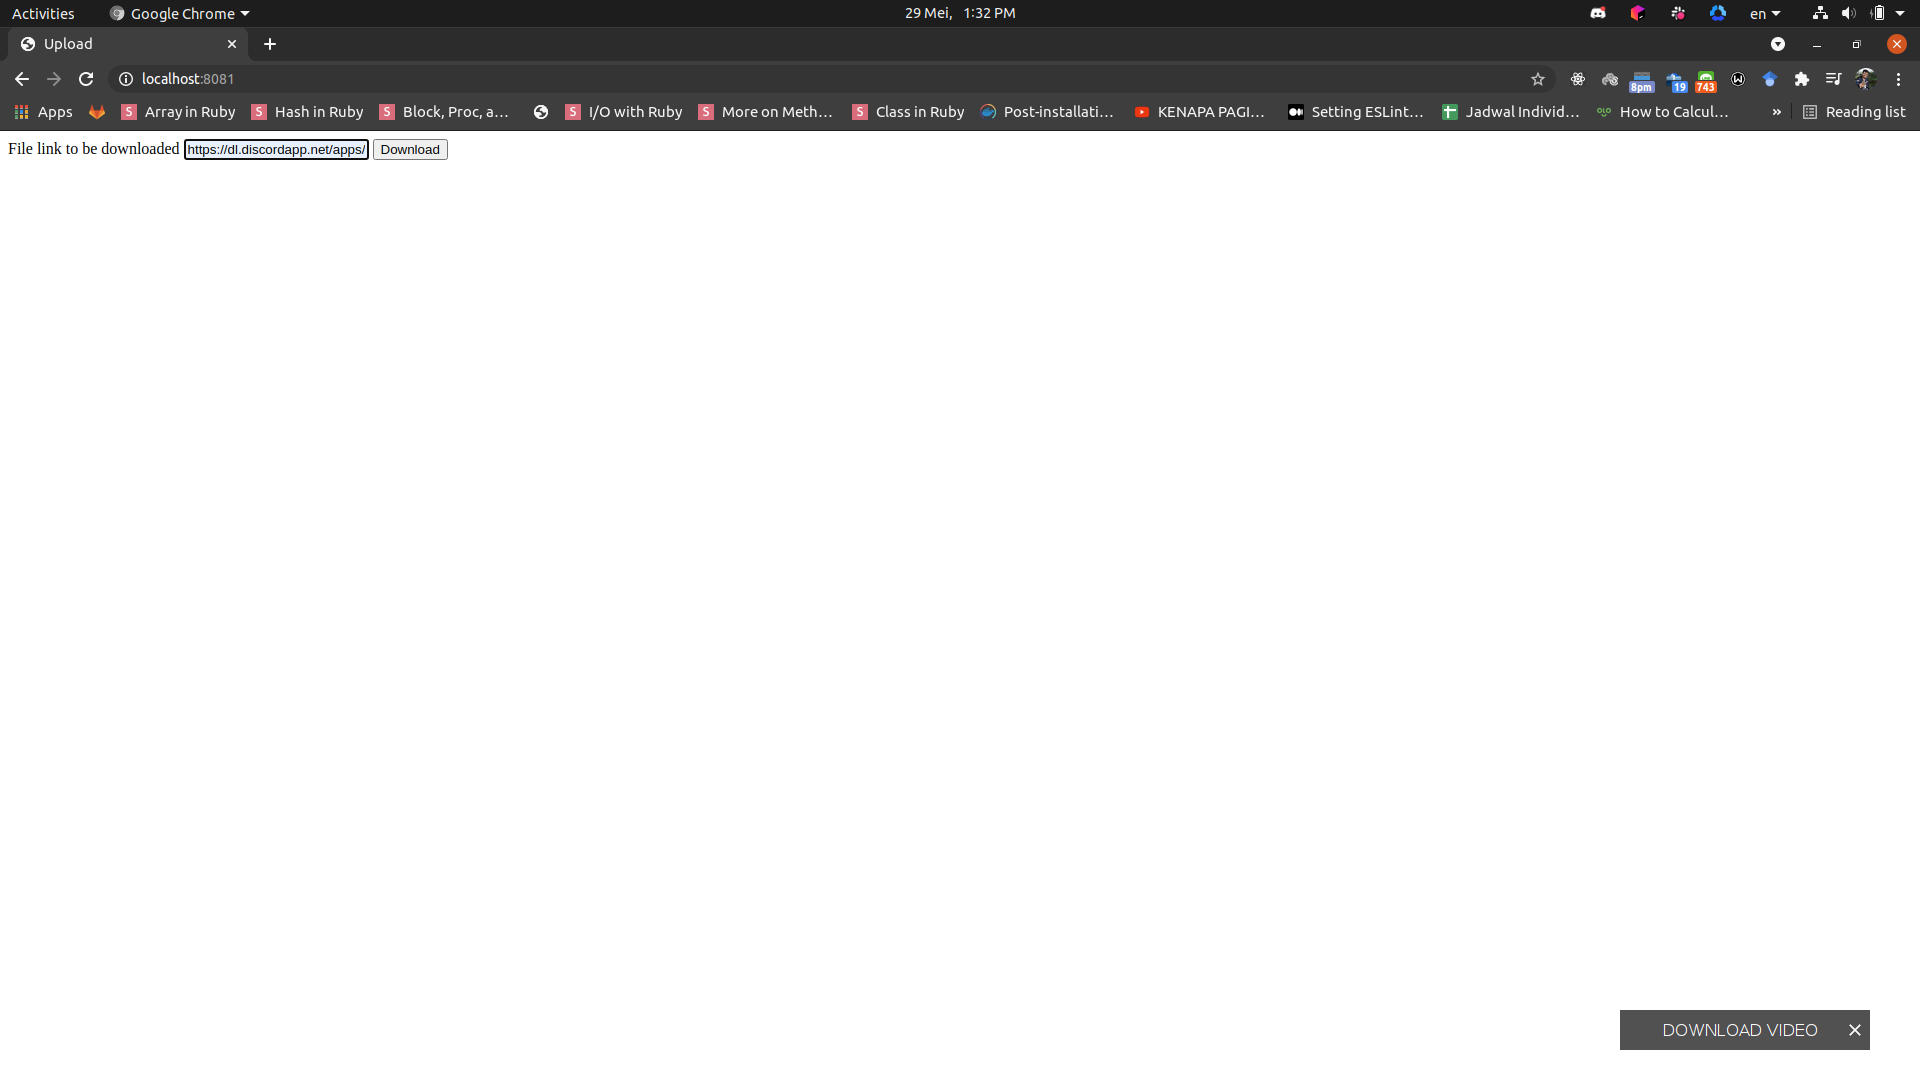 Activities Google Chrome 29 Mei, 1:32 PM en
Upload
localhost:8081 8pm 19 743
Apps S Array in Ruby S Hash in Ruby S Block, Proc, a... S I/O with Ruby S More on Meth... S Class in Ruby Post-installati... KENAPA PAGI... Setting ESLint... Jadwal Individ... How to Calcul... » Reading list
File link to be downloaded https://dl.discordapp.net/apps/ Download
DOWNLOAD VIDEO